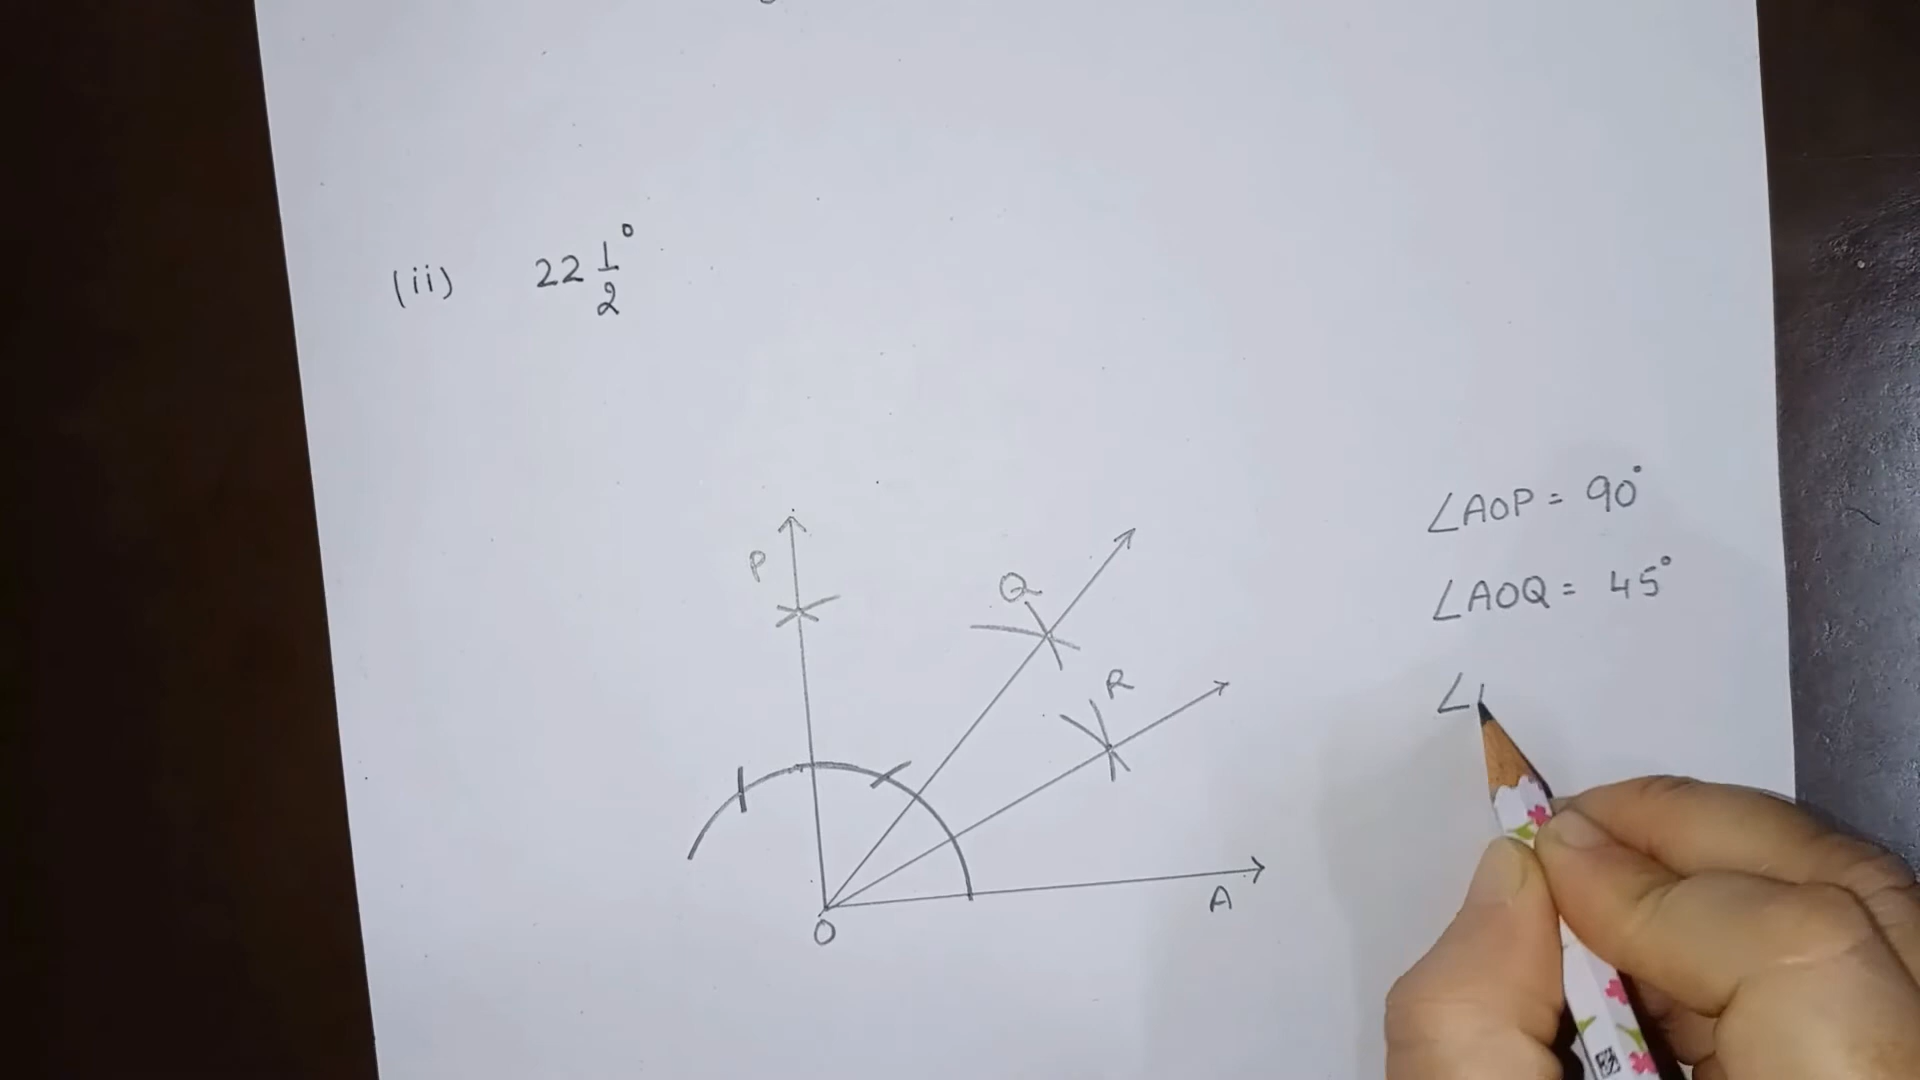 (ii) 22 1/2°
P
Q
R
A
O
∠AOP = 90°
∠AOQ = 45°
∠